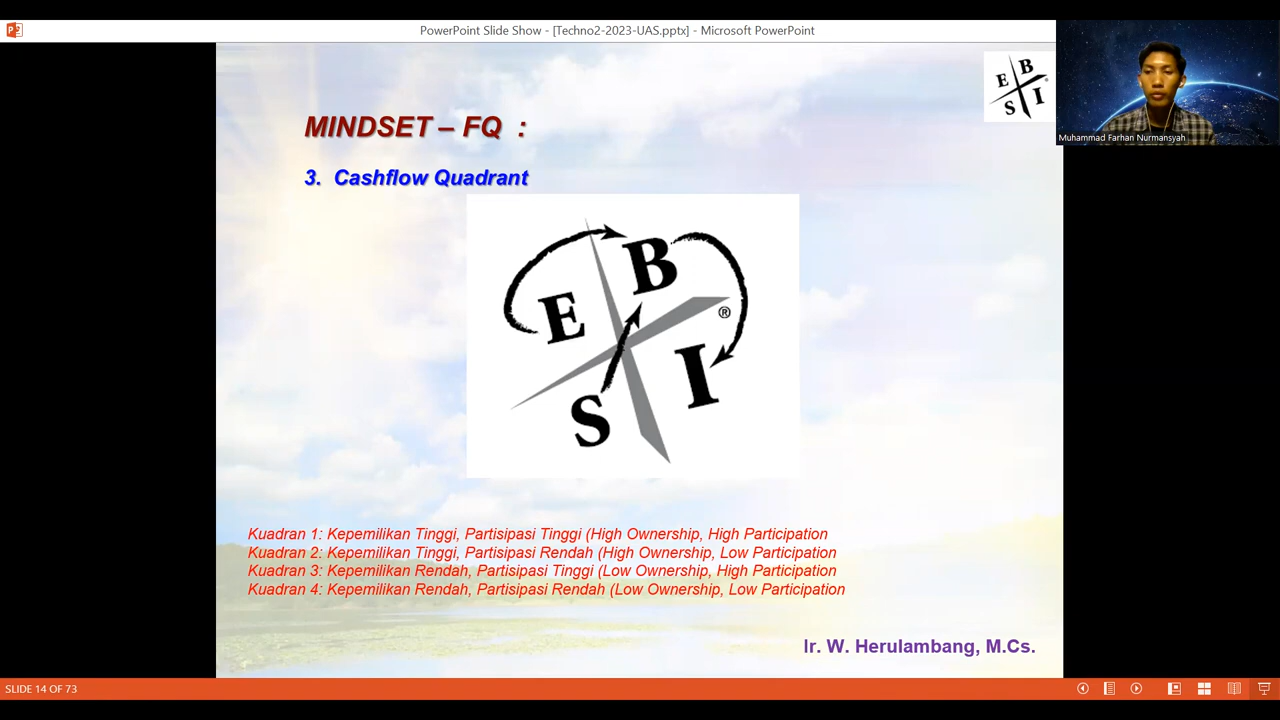 PowerPoint Slide Show - [Techno2-2023-UAS.pptx] - Microsoft PowerPoint
E B
S I
Muhammad Farhan Nurmansyah
MINDSET – FQ :
3. Cashflow Quadrant
B
E
®
I
S
Kuadran 1: Kepemilikan Tinggi, Partisipasi Tinggi (High Ownership, High Participation
Kuadran 2: Kepemilikan Tinggi, Partisipasi Rendah (High Ownership, Low Participation
Kuadran 3: Kepemilikan Rendah, Partisipasi Tinggi (Low Ownership, High Participation
Kuadran 4: Kepemilikan Rendah, Partisipasi Rendah (Low Ownership, Low Participation
Ir. W. Herulambang, M.Cs.
SLIDE 14 OF 73